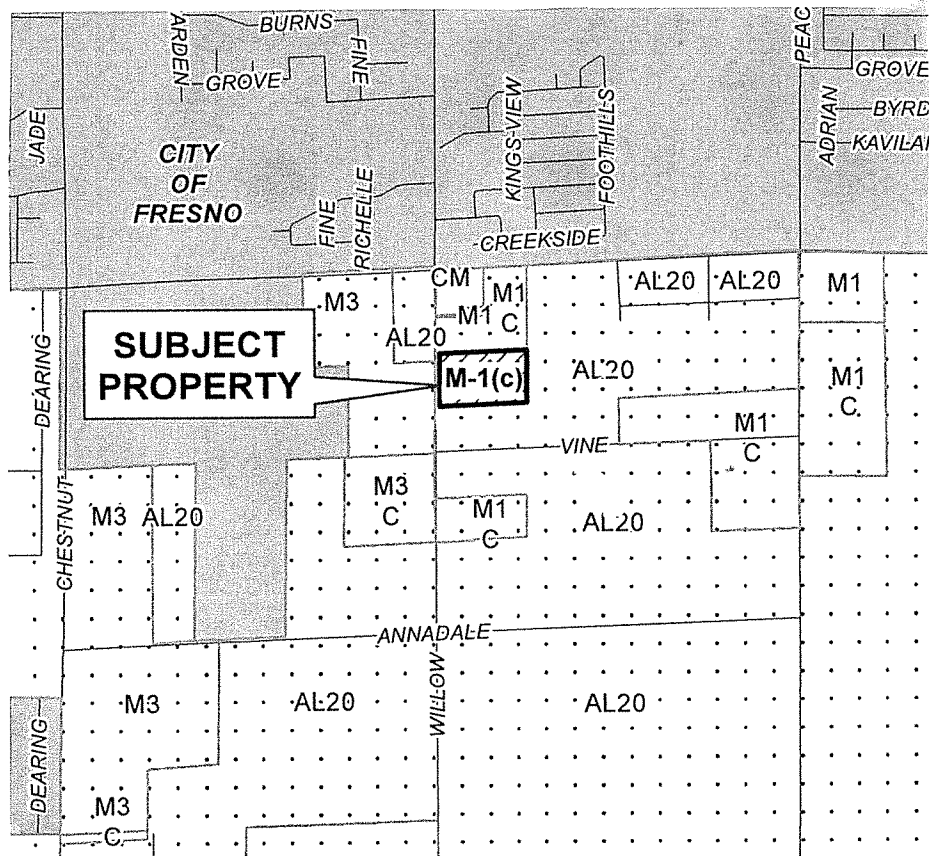 BURNS
ARDEN
FINE
GROVE
PEAC
GROVE
ADRIAN
BYRD
KAVILA
JADE
CITY
OF
FRESNO
KINGS-VIEW
FOOTHILLS
FINE
RICHELLE
CREEKSIDE
CM
M3
M1
C
M1
AL20
AL20
AL20
M1
DEARING
SUBJECT
PROPERTY
M-1(c)
AL20
M1
C
M1
C
VINE
CHESTNUT
M3
AL20
M3
C
M1
C
AL20
ANNADALE
WILLOW
M3
AL20
AL20
DEARING
M3
C